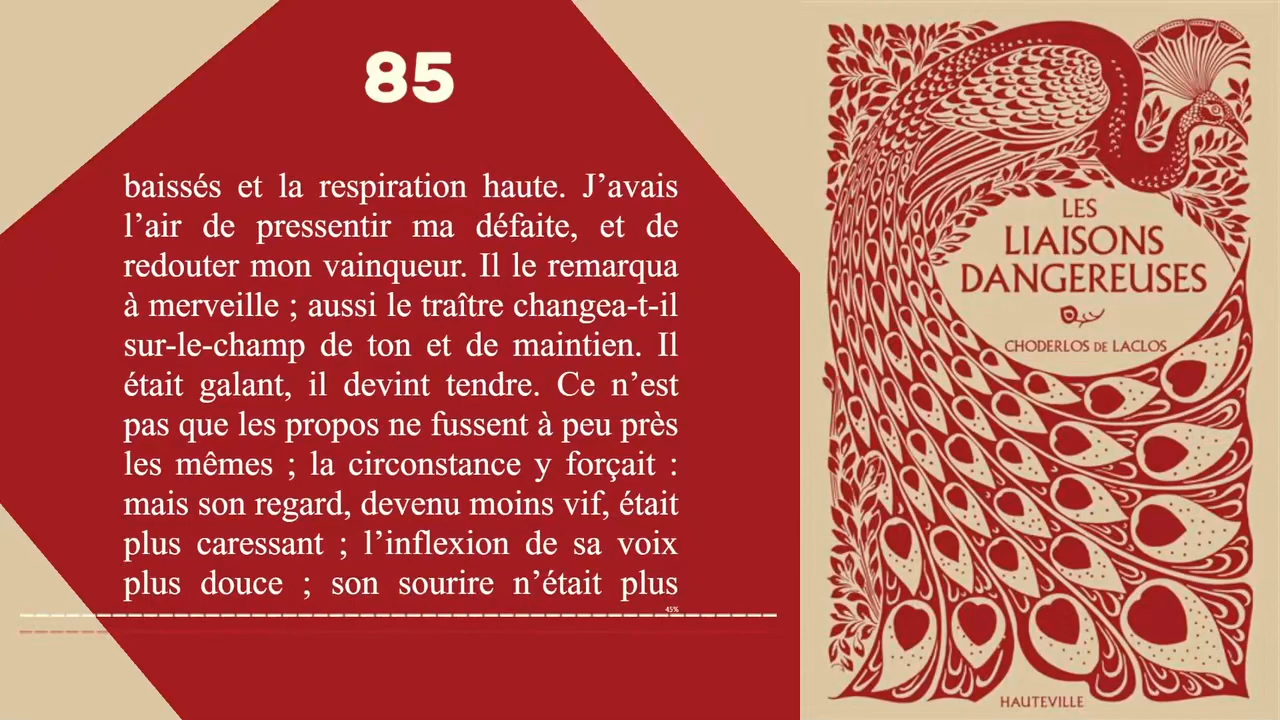 85
baissés et la respiration haute. J’avais
l’air de pressentir ma défaite, et de
redouter mon vainqueur. Il le remarqua
à merveille ; aussi le traître changea-t-il
sur-le-champ de ton et de maintien. Il
était galant, il devint tendre. Ce n’est
pas que les propos ne fussent à peu près
les mêmes ; la circonstance y forçait :
mais son regard, devenu moins vif, était
plus caressant ; l’inflexion de sa voix
plus douce ; son sourire n’était plus
45%
LES
LIAISONS
DANGEREUSES
CHODERLOS DE LACLOS
HAUTEVILLE